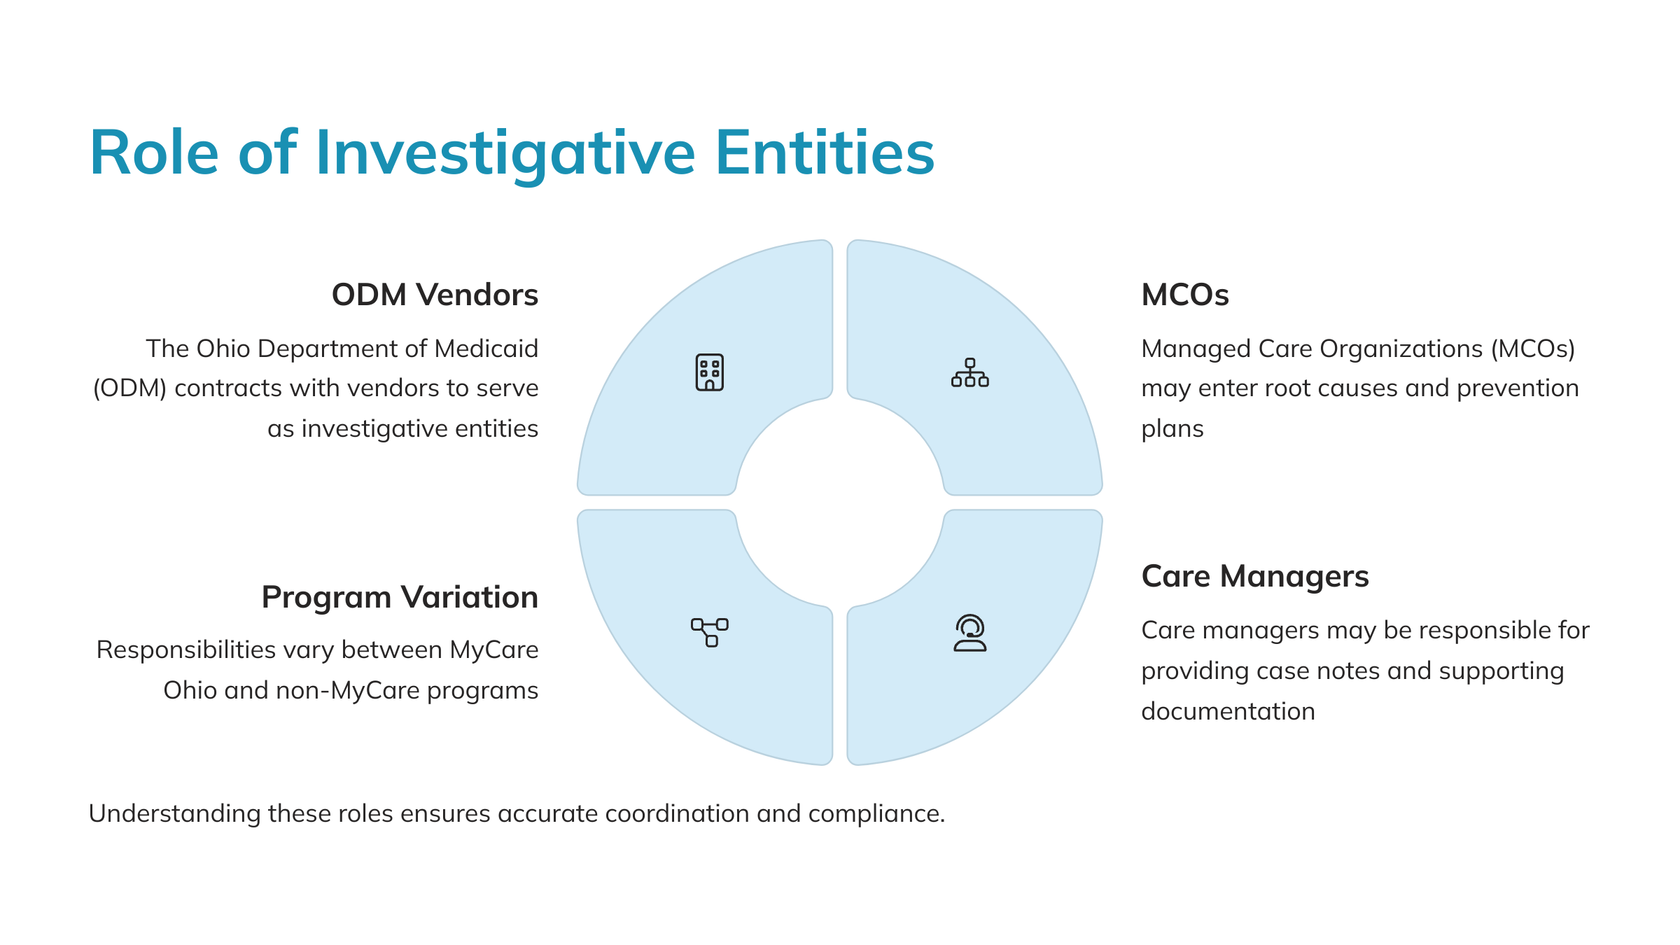 Role of Investigative Entities
ODM Vendors
The Ohio Department of Medicaid
(ODM) contracts with vendors to serve
as investigative entities
MCOs
Managed Care Organizations (MCOs)
may enter root causes and prevention
plans
Program Variation
Responsibilities vary between MyCare
Ohio and non-MyCare programs
Care Managers
Care managers may be responsible for
providing case notes and supporting
documentation
Understanding these roles ensures accurate coordination and compliance.